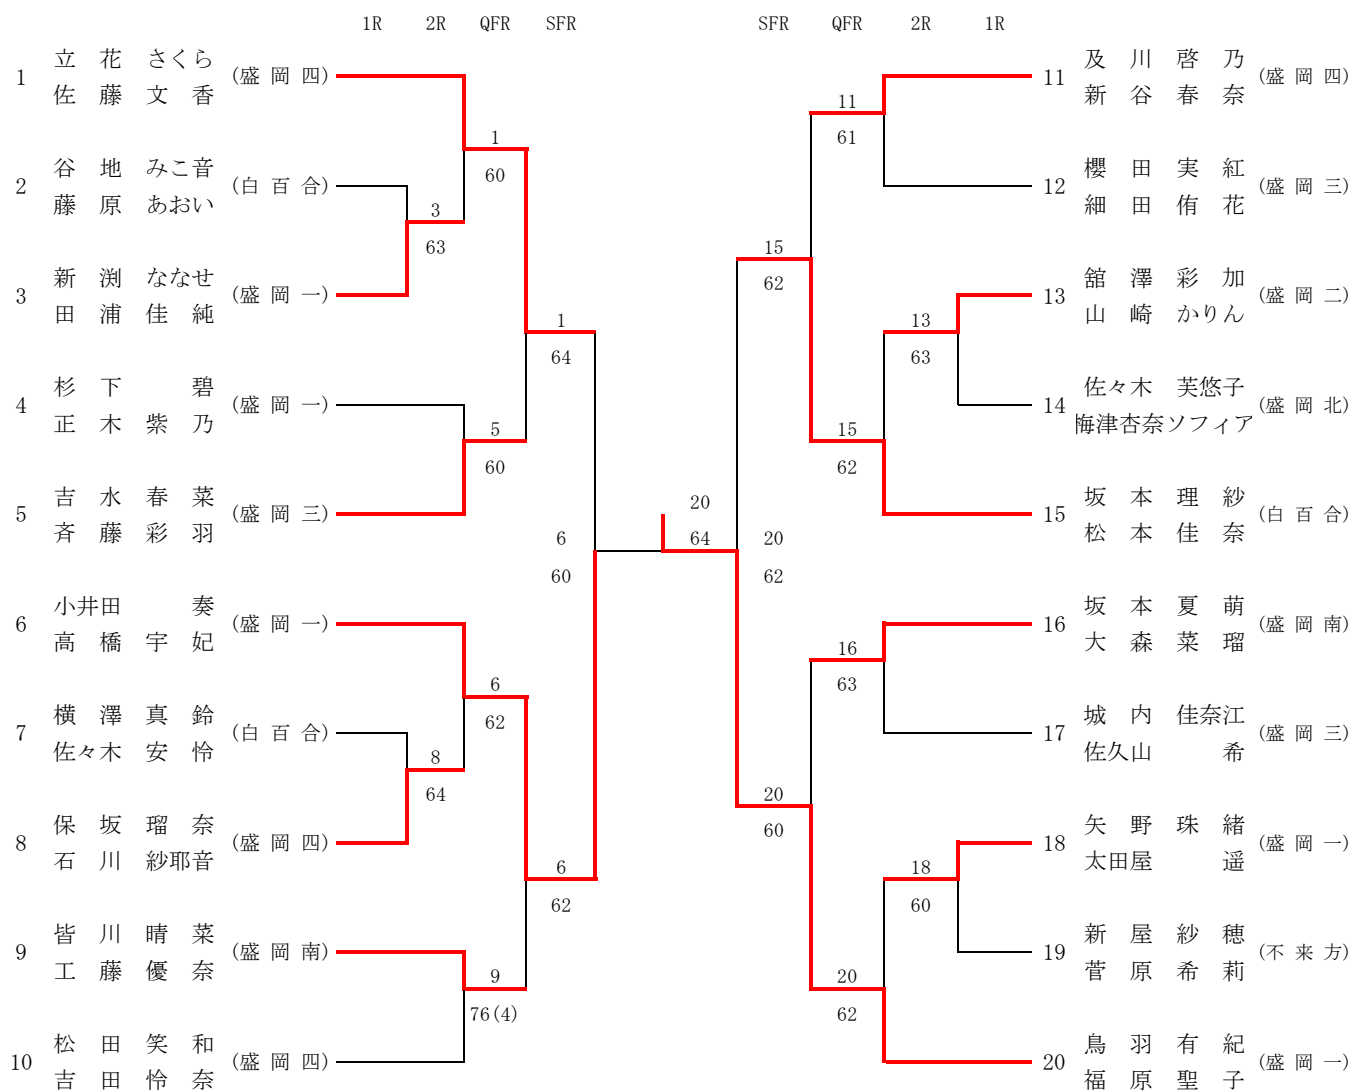 1R 2R QFR SFR SFR QFR 2R 1R
1 立花 さくら (盛岡四)
佐藤文香
2 谷地 みこ音 (白百合)
藤原 あおい
3 新渕 ななせ (盛岡一)
田浦佳純
4 杉下 碧 (盛岡一)
正木紫乃
5 吉水春菜 (盛岡三)
斉藤彩羽
6 小井田 奏 (盛岡一)
高橋宇妃
7 横澤真鈴 (白百合)
佐々木 安怜
8 保坂瑠奈 (盛岡四)
石川 紗耶音
9 皆川晴菜 (盛岡南)
工藤優奈
10 松田笑和 (盛岡四)
吉田怜奈
3
63
8
64
1
60
5
60
6
62
9
76(4)
1
64
6
62
6
60
20
64
20
62
15
62
20
60
11
61
15
62
16
63
20
62
13
63
18
60
11 及川啓乃 (盛岡四)
新谷春奈
12 櫻田実紅 (盛岡三)
細田侑花
13 舘澤彩加 (盛岡二)
山崎 かりん
14 佐々木 芙悠子 (盛岡北)
梅津杏奈ソフィア
15 坂本理紗 (白百合)
松本佳奈
16 坂本夏萌 (盛岡南)
大森菜瑠
17 城内 佳奈江 (盛岡三)
佐久山 希
18 矢野珠緒 (盛岡一)
太田屋 遥
19 新屋紗穂 (不来方)
菅原希莉
20 鳥羽有紀 (盛岡一)
福原聖子